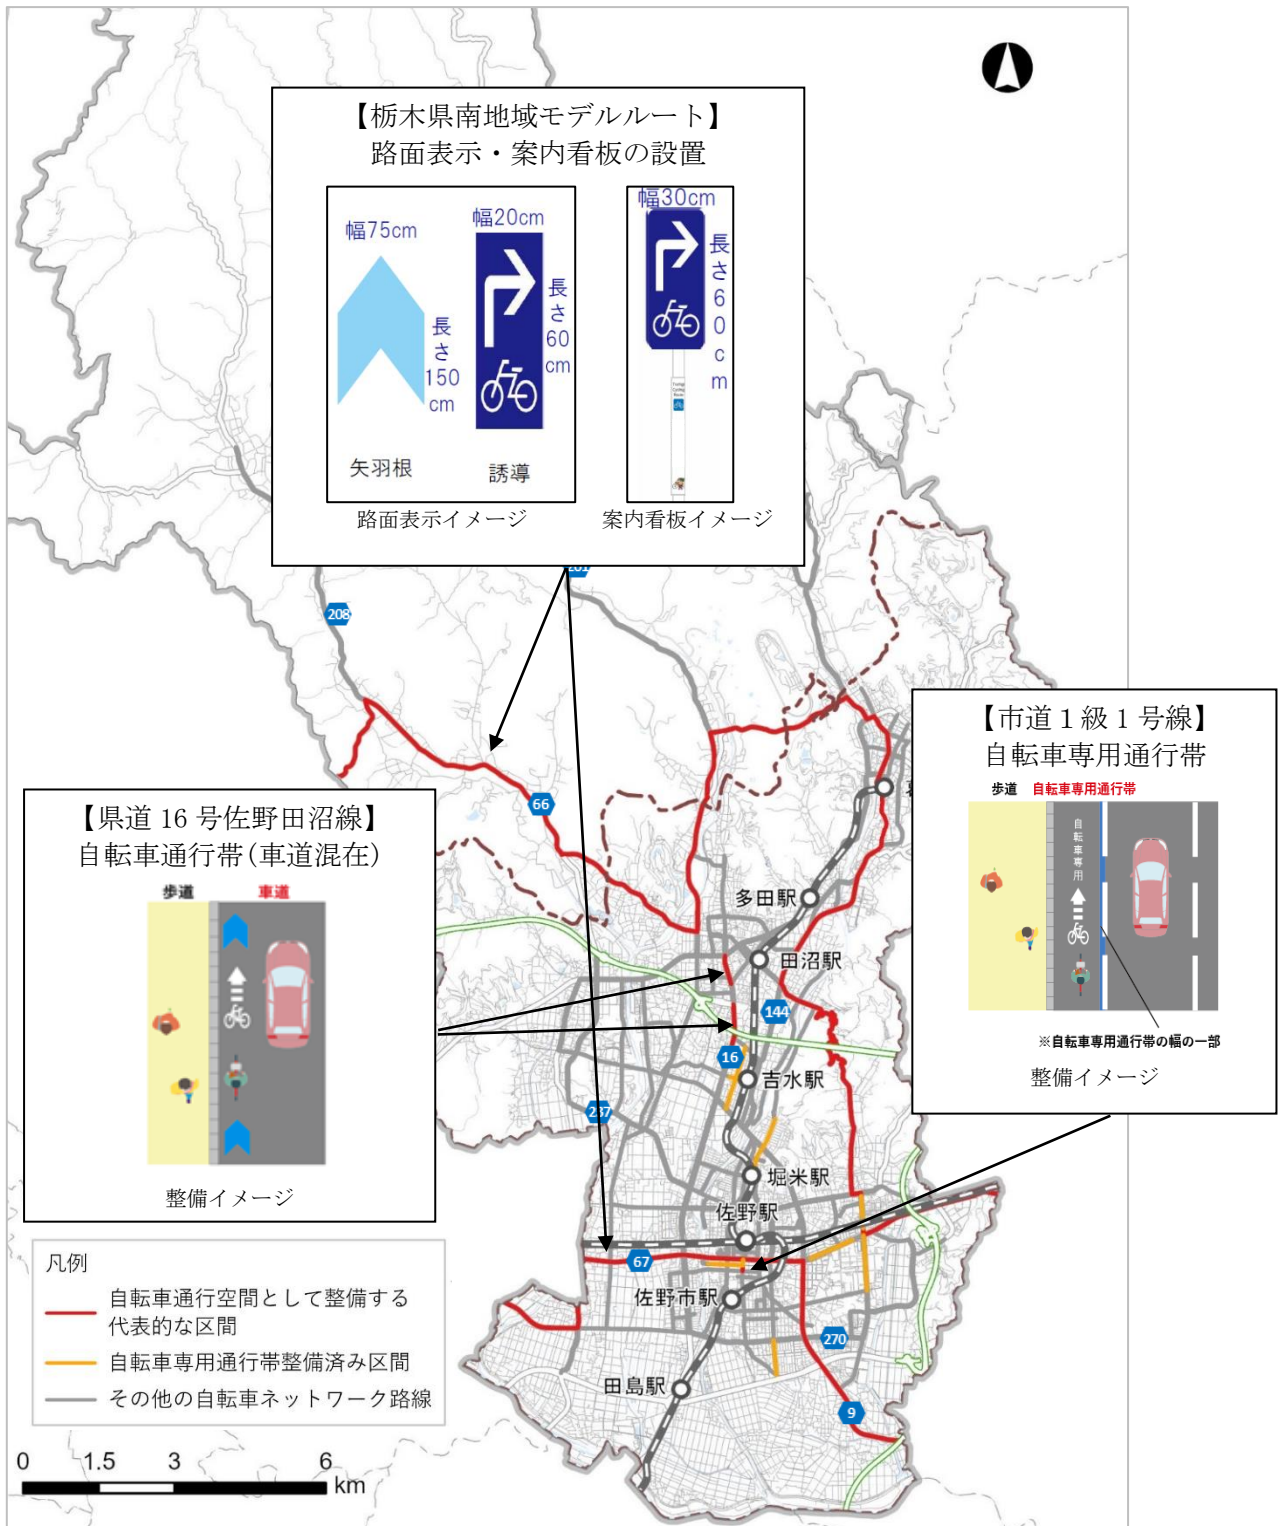 【栃木県南地域モデルルート】
路面表示・案内看板の設置
幅75cm
長さ150cm
矢羽根
幅20cm
長さ60cm
誘導
路面表示イメージ
幅30cm
長さ60cm
案内看板イメージ
208
66
【市道1級1号線】
自転車専用通行帯
歩道 自転車専用通行帯
自転車専用
※自転車専用通行帯の幅の一部
整備イメージ
【県道16号佐野田沼線】
自転車通行帯(車道混在)
歩道 車道
整備イメージ
多田駅
田沼駅
144
16
吉水駅
237
堀米駅
佐野駅
67
佐野市駅
270
田島駅
9
凡例
自転車通行空間として整備する
代表的な区間
自転車専用通行帯整備済み区間
その他の自転車ネットワーク路線
0 1.5 3 6
km